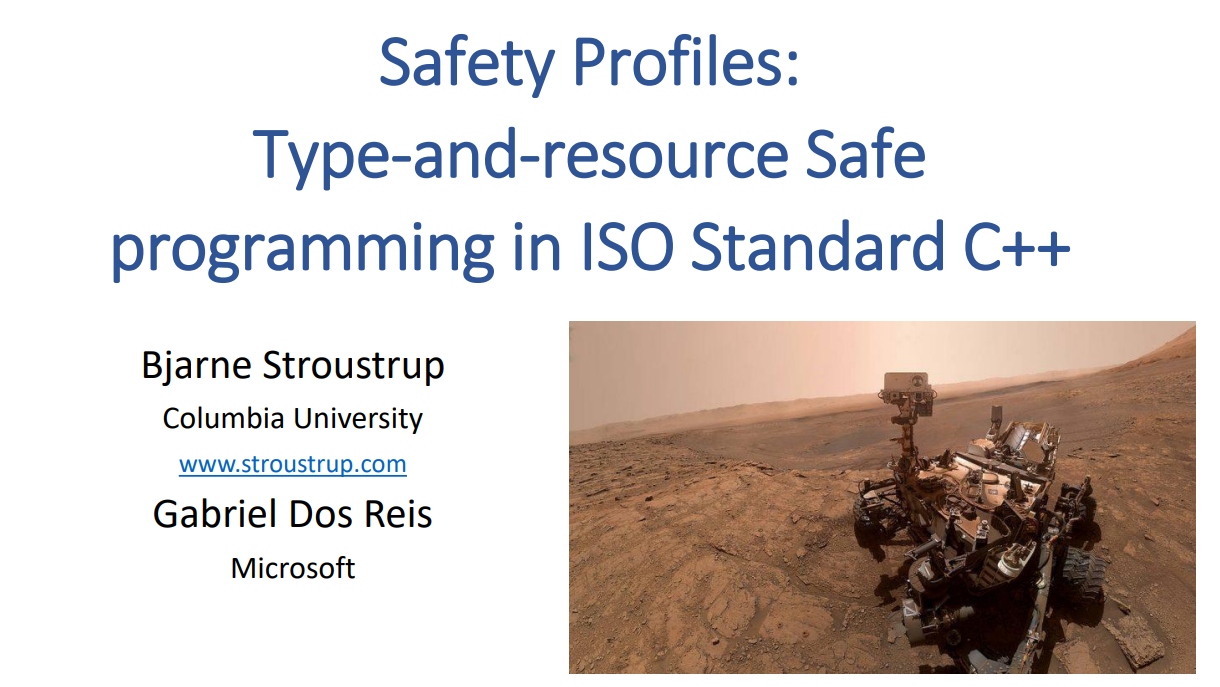 Safety Profiles:
Type-and-resource Safe
programming in ISO Standard C++
Bjarne Stroustrup
Columbia University
www.stroustrup.com
Gabriel Dos Reis
Microsoft